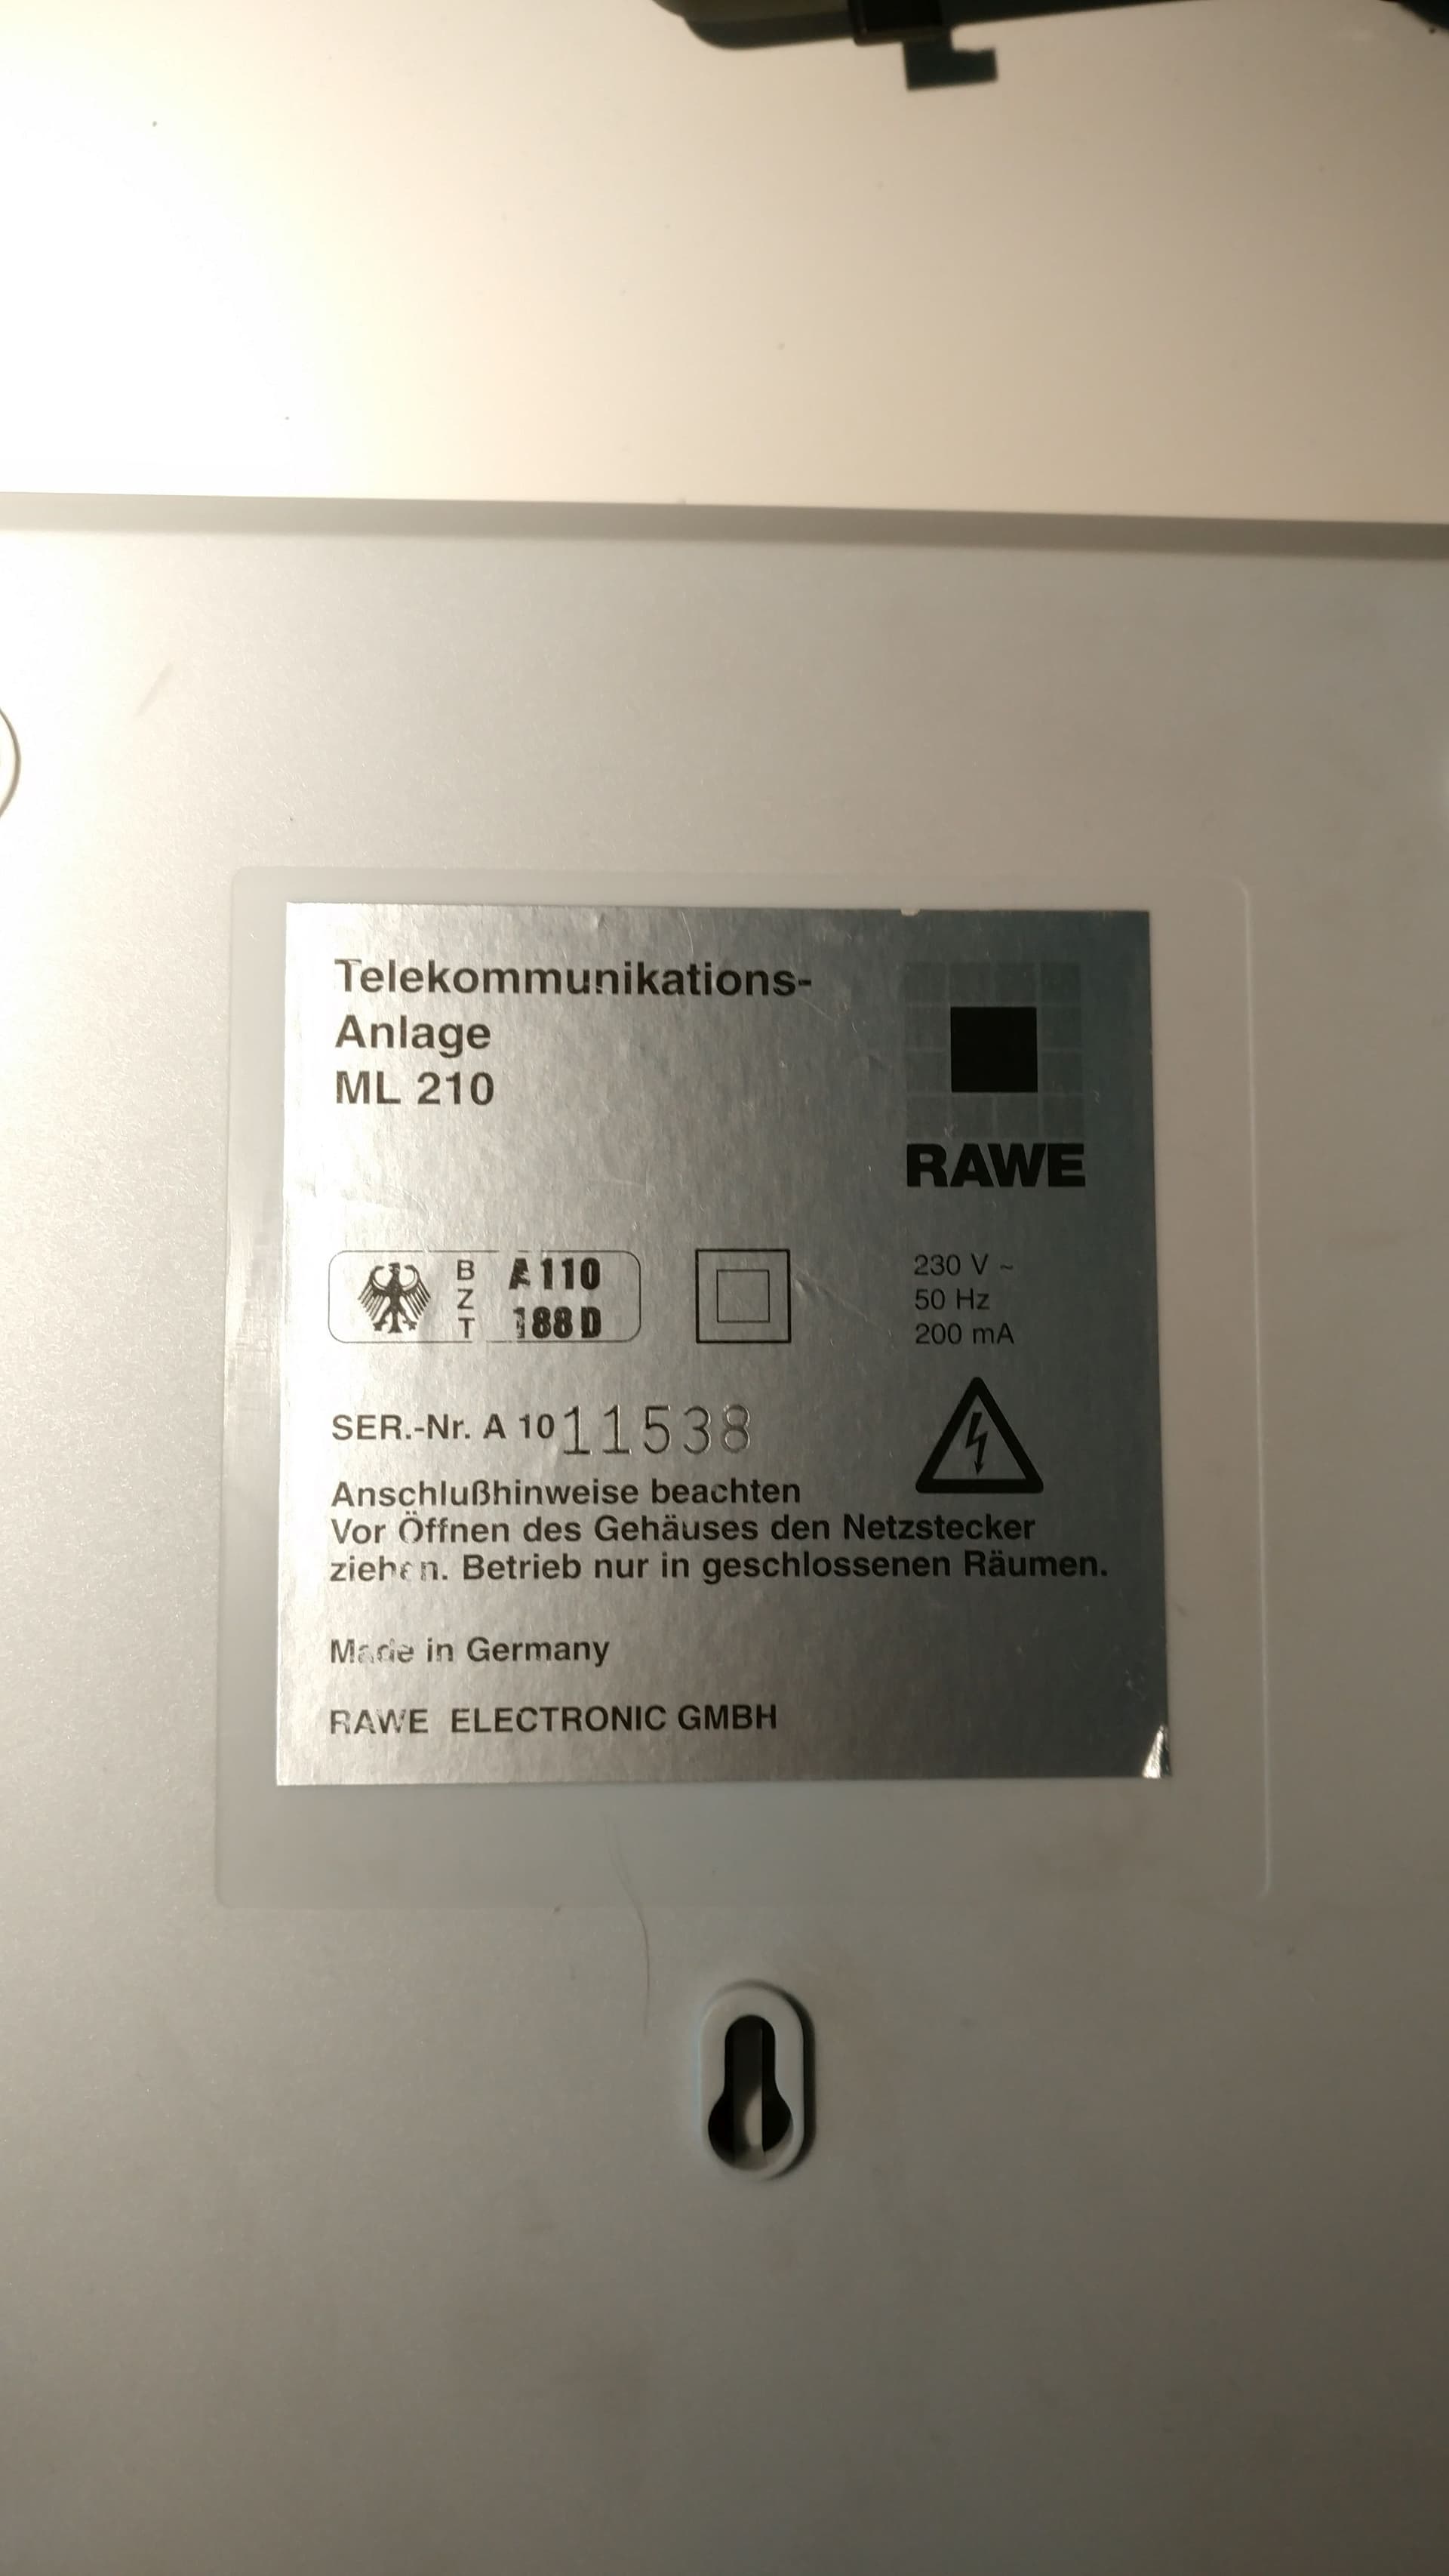 Telekommunikations-
Anlage
ML 210
RAWE
B
Z
T
A 110
188 D
230 V ~
50 Hz
200 mA
SER.-Nr. A 10 11538
Anschlußhinweise beachten
Vor Öffnen des Gehäuses den Netzstecker
ziehen. Betrieb nur in geschlossenen Räumen.
Made in Germany
RAWE ELECTRONIC GMBH